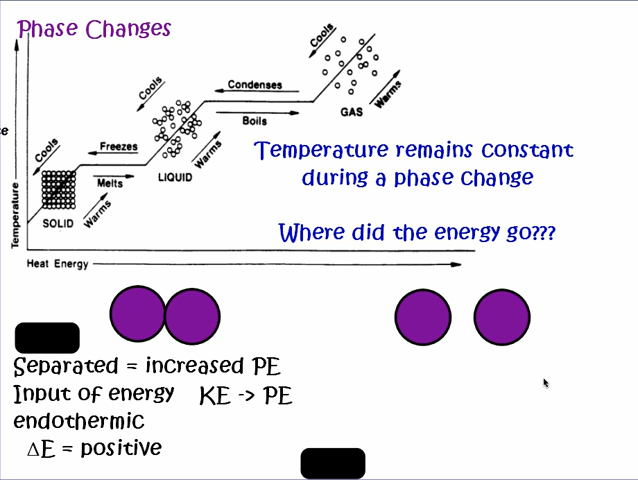 Phase Changes
Cools
Condenses
Boils
GAS
Warms
Cools
Freezes
Melts
LIQUID
Warms
Cools
SOLID
Warms
Temperature
Heat Energy
Temperature remains constant
during a phase change
Where did the energy go???
Separated = increased PE
Input of energy KE -> PE
endothermic
ΔE = positive